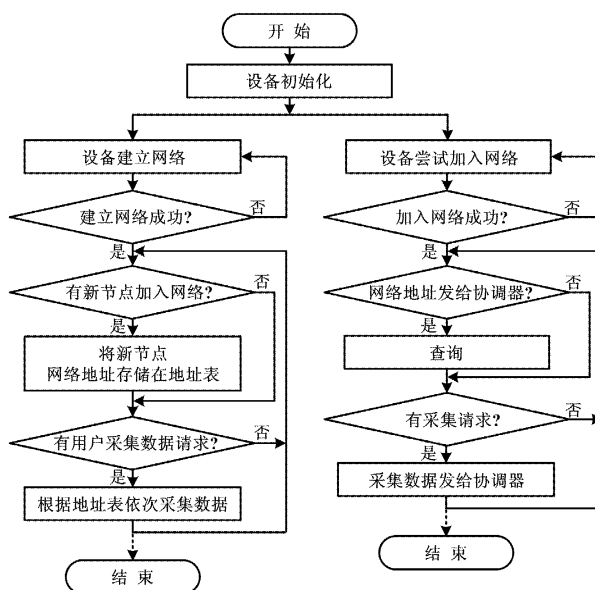 开 始
设备初始化
设备建立网络
建立网络成功?
否
是
有新节点加入网络?
否
是
将新节点
网络地址存储在地址表
有用户采集数据请求?
否
是
根据地址表依次采集数据
结 束
设备尝试加入网络
加入网络成功?
否
是
网络地址发给协调器?
否
是
查询
有采集请求?
否
是
采集数据发给协调器
结 束